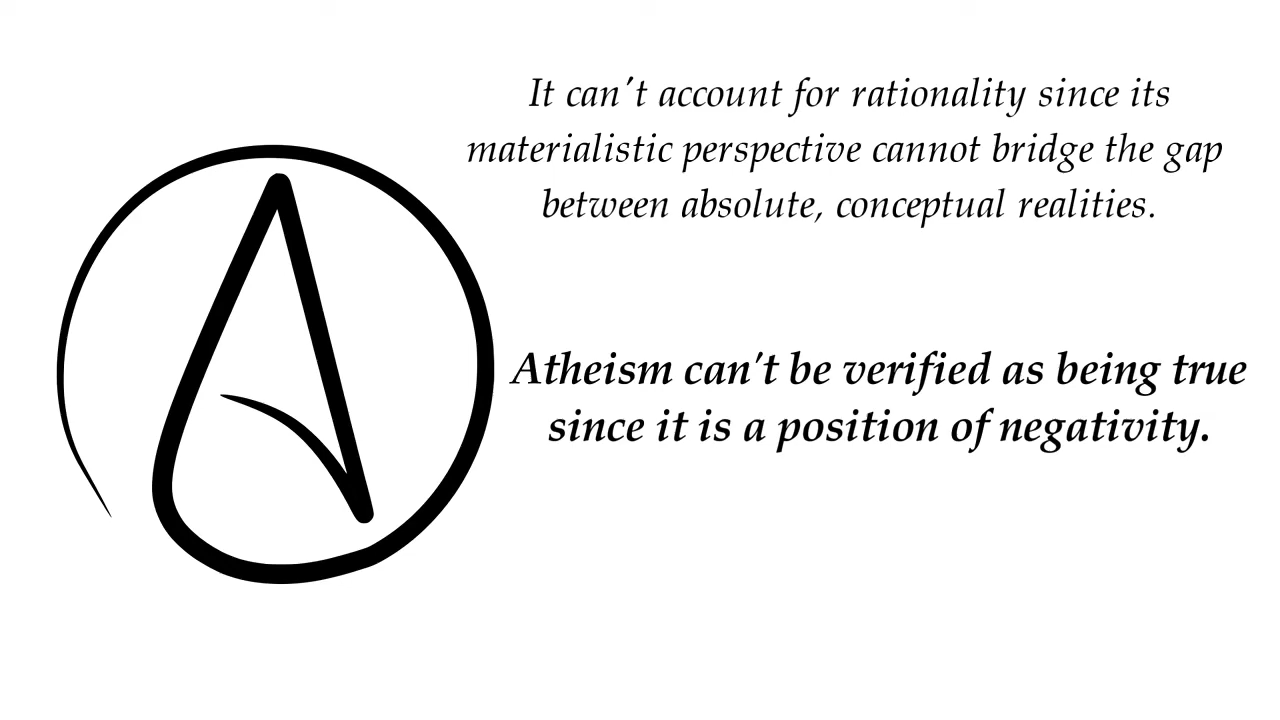 It can't account for rationality since its
materialistic perspective cannot bridge the gap
between absolute, conceptual realities.
Atheism can't be verified as being true
since it is a position of negativity.